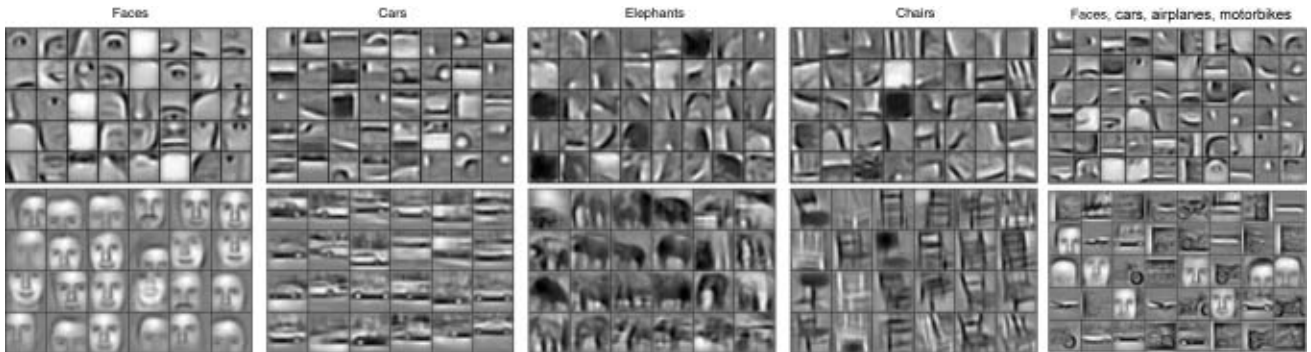 Faces
Cars
Elephants
Chairs
Faces, cars, airplanes, motorbikes